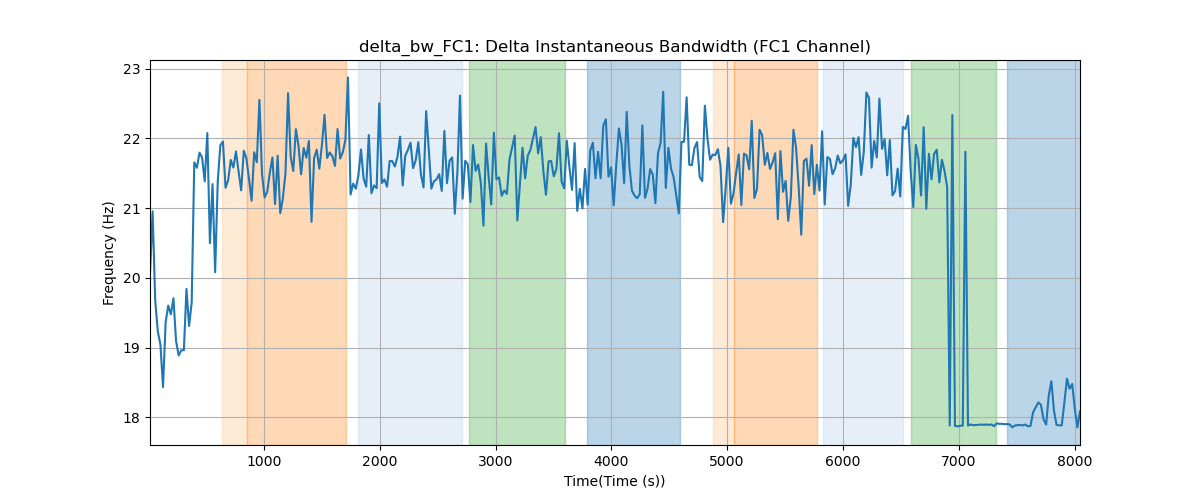 delta_bw_FC1: Delta Instantaneous Bandwidth (FC1 Channel)
23
22
21
20
19
18
Frequency (Hz)
1000 2000 3000 4000 5000 6000 7000 8000
Time(Time (s))